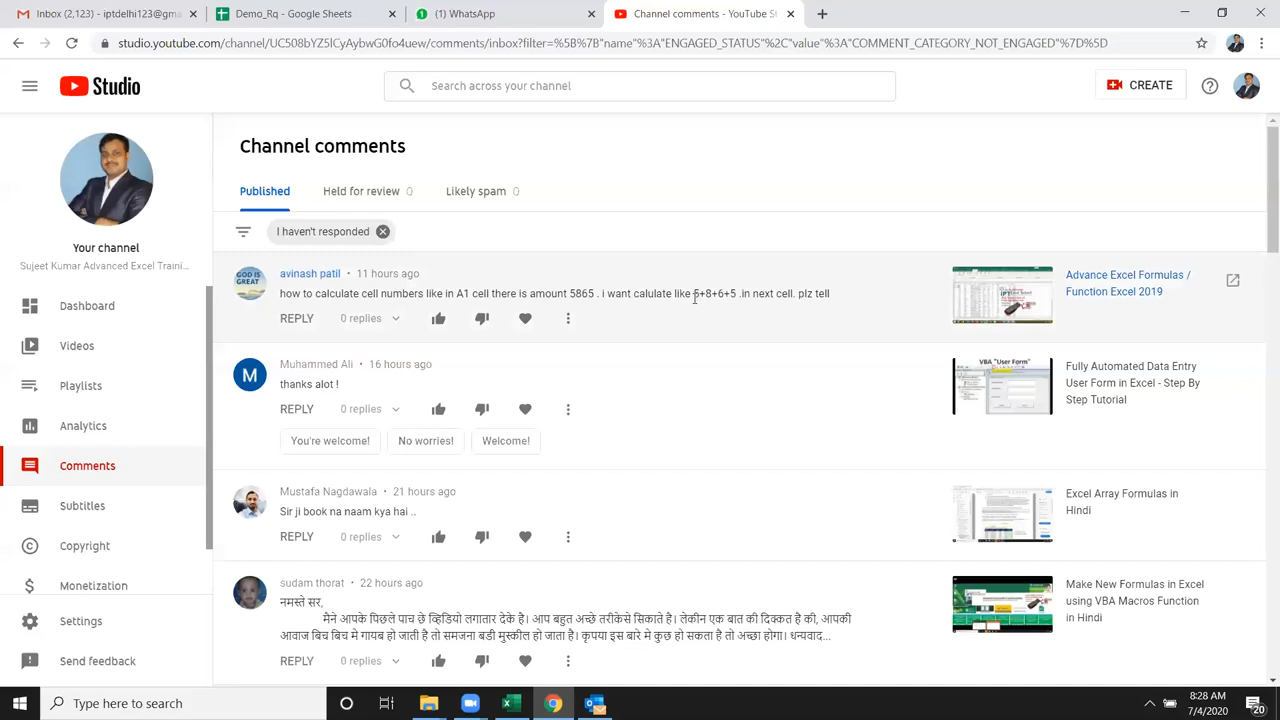 Inbox (2,123) - iptdelhi123@gma
Demo_Rq - Google Sheets
(1) WhatsApp
Channel comments - YouTube St
studio.youtube.com/channel/UC508bYZ5lCyAybwG0fo4uew/comments/inbox?filter=%5B%7B"name"%3A"ENGAGED_STATUS"%2C"value"%3A"COMMENT_CATEGORY_NOT_ENGAGED"%7D%5D
Studio
Search across your channel
CREATE
Channel comments
Published
Held for review 0
Likely spam 0
Your channel
Sujeet Kumar Advanced Excel Traini...
I haven't responded
Dashboard
Videos
Playlists
Analytics
Comments
Subtitles
Copyright
Monetization
Settings
Send feedback
avinash patil • 11 hours ago
how to calculate cell numbers like in A1 cell there is amount 5865 . i want calulate like 5+8+6+5 .in next cell. plz tell
REPLY 0 replies
Advance Excel Formulas /
Function Excel 2019
Muhammed Ali • 16 hours ago
thanks alot !
REPLY 0 replies
You're welcome!
No worries!
Welcome!
VBA "User Form"
Fully Automated Data Entry
User Form in Excel - Step By
Step Tutorial
Mustafa Nagdawala • 21 hours ago
Sir ji book na naam kya hai ..
REPLY 0 replies
Excel Array Formulas in
Hindi
sudam thorat • 22 hours ago
नमस्ते सर,
मैने आपके पिछले पाच छे व्हिडियो लगातार देके है। आप बहुत अच्छे तरीकेसे सिकाते है। लेकीन एक बात की दिक्कत है की, आपकी
आवाज बिच बिच मे गायब हो जाती है तो समजना बडी मुस्कील हो जाता है। कृपया इस बारे मे कुछ हो सकता है तो अच्छा होगा। धन्यवाद...
REPLY 0 replies
Make New Formulas in Excel
using VBA Macros Function
in Hindi
Type here to search
8:28 AM
7/4/2020
20